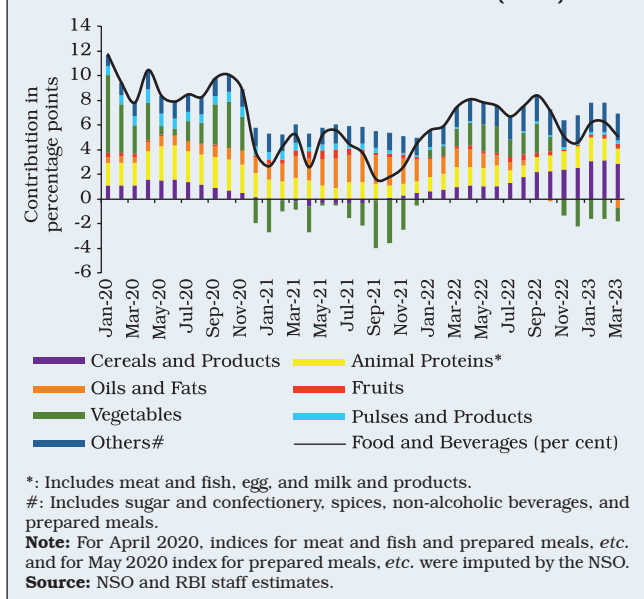 14
12
10
8
6
4
2
0
-2
-4
-6
Contribution in
percentage points
Jan-20
Mar-20
May-20
Jul-20
Sep-20
Nov-20
Jan-21
Mar-21
May-21
Jul-21
Sep-21
Nov-21
Jan-22
Mar-22
May-22
Jul-22
Sep-22
Nov-22
Jan-23
Mar-23
Cereals and Products
Animal Proteins*
Oils and Fats
Fruits
Vegetables
Pulses and Products
Others#
Food and Beverages (per cent)
*: Includes meat and fish, egg, and milk and products.
#: Includes sugar and confectionery, spices, non-alcoholic beverages, and
prepared meals.
Note: For April 2020, indices for meat and fish and prepared meals, etc.
and for May 2020 index for prepared meals, etc. were imputed by the NSO.
Source: NSO and RBI staff estimates.